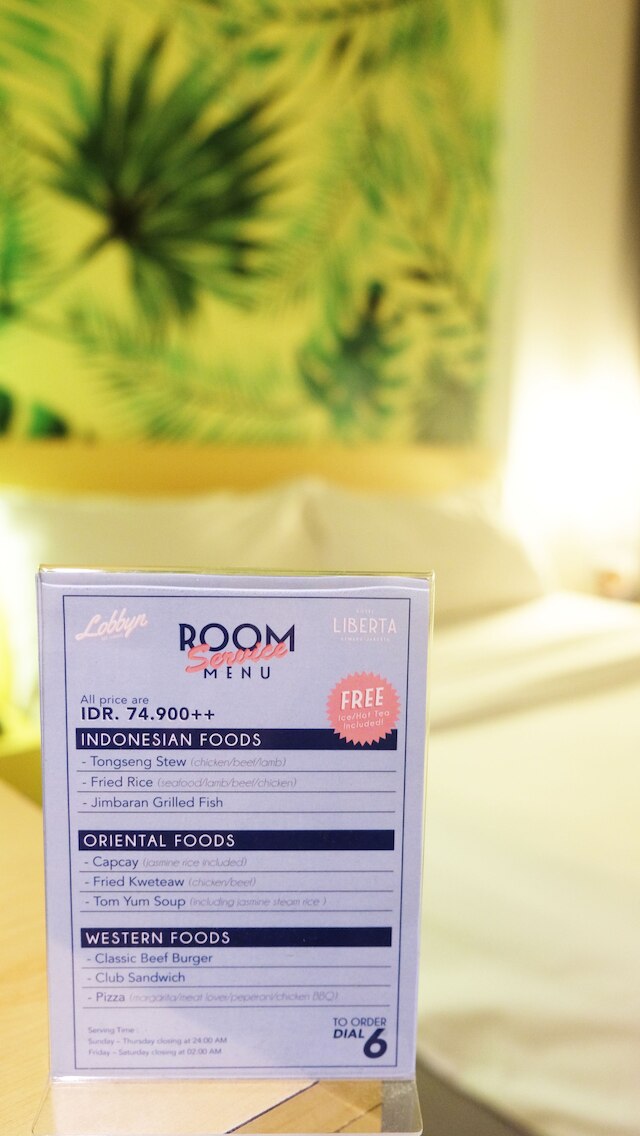 Lobbyn
ROOM
Service
MENU
HOTEL
LIBERTA
KEMANG JAKARTA
All price are
IDR. 74.900++
FREE
Ice/Hot Tea
Included!
INDONESIAN FOODS
- Tongseng Stew (chicken/beef/lamb)
- Fried Rice (seafood/lamb/beef/chicken)
- Jimbaran Grilled Fish
ORIENTAL FOODS
- Capcay (jasmine rice included)
- Fried Kweteaw (chicken/beef)
- Tom Yum Soup (including jasmine steam rice )
WESTERN FOODS
- Classic Beef Burger
- Club Sandwich
- Pizza (margarita/meat lover/peperoni/chicken BBQ)
Serving Time :
Sunday – Thursday closing at 24:00 AM
Friday – Saturday closing at 02:00 AM
TO ORDER
DIAL 6